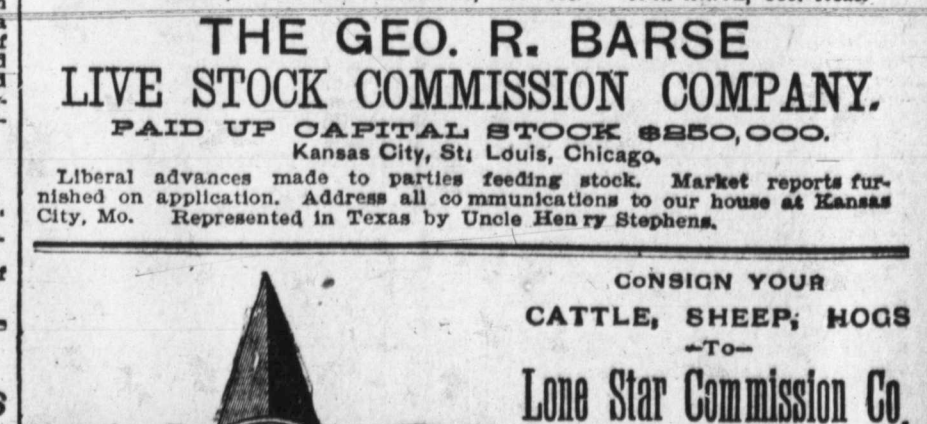 THE GEO. R. BARSE
LIVE STOCK COMMISSION COMPANY.
PAID UP CAPITAL STOCK $250,000.
Kansas City, St. Louis, Chicago.
Liberal advances made to parties feeding stock. Market reports fur-
nished on application. Address all communications to our house at Kansas
City, Mo. Represented in Texas by Uncle Henry Stephens.
CONSIGN YOUR
CATTLE, SHEEP, HOGS
—To—
Lone Star Commission Co.